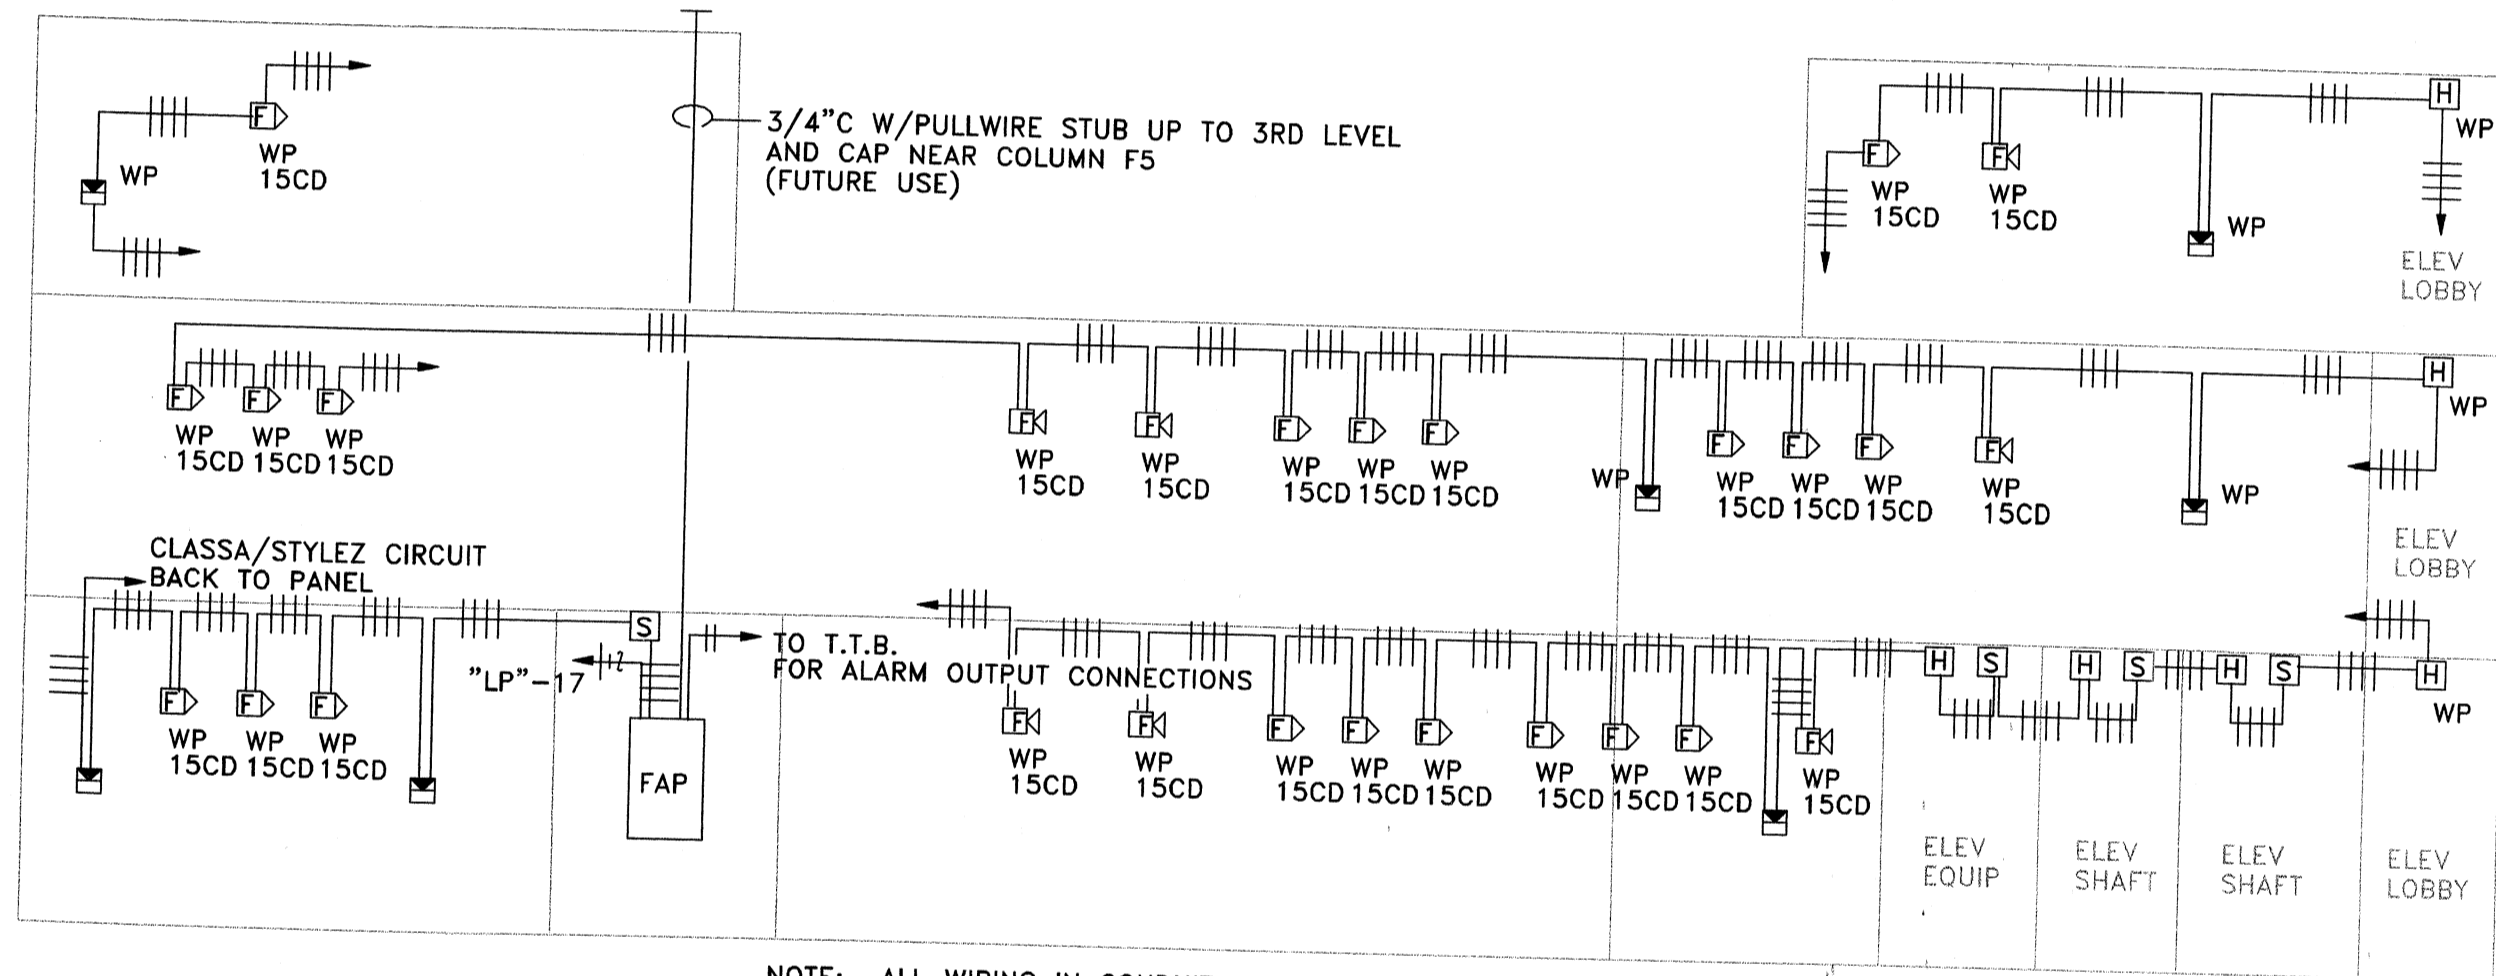 F
WP
15CD
WP
3/4"C W/PULLWIRE STUB UP TO 3RD LEVEL
AND CAP NEAR COLUMN F5
(FUTURE USE)
F
WP
15CD
F
WP
15CD
WP
H
WP
ELEV
LOBBY
F F F
WP WP WP
15CD 15CD 15CD
F F F F F
WP WP WP WP WP
15CD 15CD 15CD 15CD 15CD
WP
F F F F
WP WP WP WP
15CD 15CD 15CD 15CD
WP
H
WP
ELEV
LOBBY
CLASSA/STYLEZ CIRCUIT
BACK TO PANEL
F F F
WP WP WP
15CD 15CD 15CD
S
"LP"-17
FAP
TO T.T.B.
FOR ALARM OUTPUT CONNECTIONS
F F F F F F F F F
WP WP WP WP WP WP WP WP WP
15CD 15CD 15CD 15CD 15CD 15CD 15CD 15CD 15CD
H S H S H S H
WP
ELEV
EQUIP
ELEV
SHAFT
ELEV
SHAFT
ELEV
LOBBY
NOTE: ALL WIRING IN